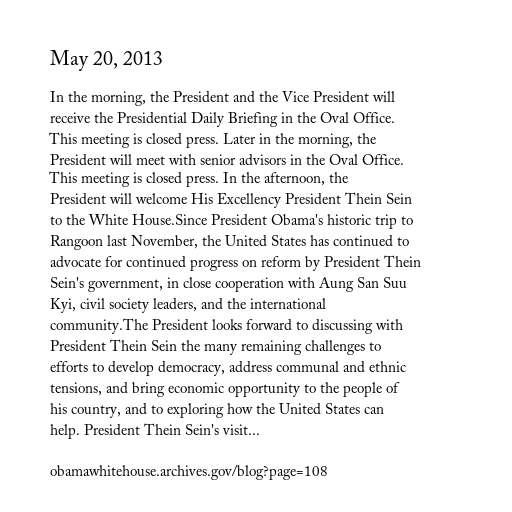 May 20, 2013
In the morning, the President and the Vice President will
receive the Presidential Daily Briefing in the Oval Office.
This meeting is closed press. Later in the morning, the
President will meet with senior advisors in the Oval Office.
This meeting is closed press. In the afternoon, the
President will welcome His Excellency President Thein Sein
to the White House.Since President Obama's historic trip to
Rangoon last November, the United States has continued to
advocate for continued progress on reform by President Thein
Sein's government, in close cooperation with Aung San Suu
Kyi, civil society leaders, and the international
community.The President looks forward to discussing with
President Thein Sein the many remaining challenges to
efforts to develop democracy, address communal and ethnic
tensions, and bring economic opportunity to the people of
his country, and to exploring how the United States can
help. President Thein Sein's visit...
obamawhitehouse.archives.gov/blog?page=108